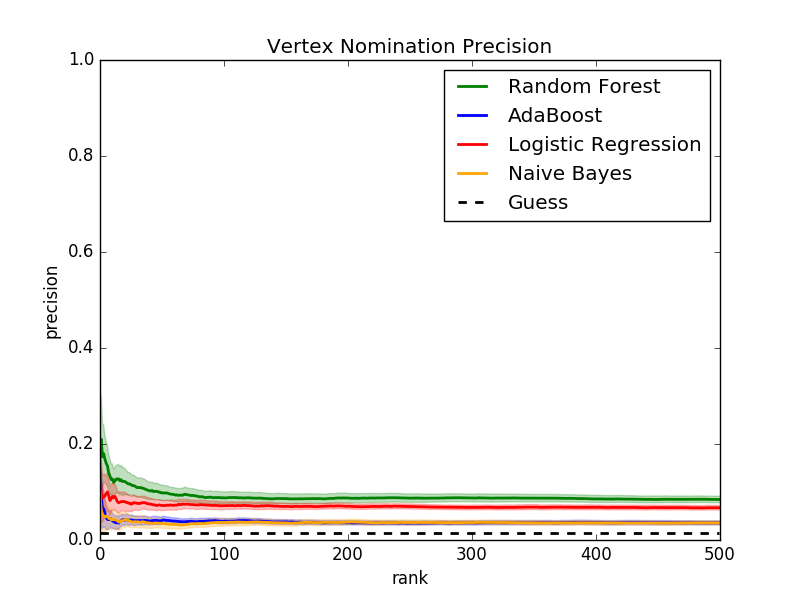 Vertex Nomination Precision
1.0
0.8
0.6
0.4
0.2
0.0
precision
Random Forest
AdaBoost
Logistic Regression
Naive Bayes
Guess
0 100 200 300 400 500
rank